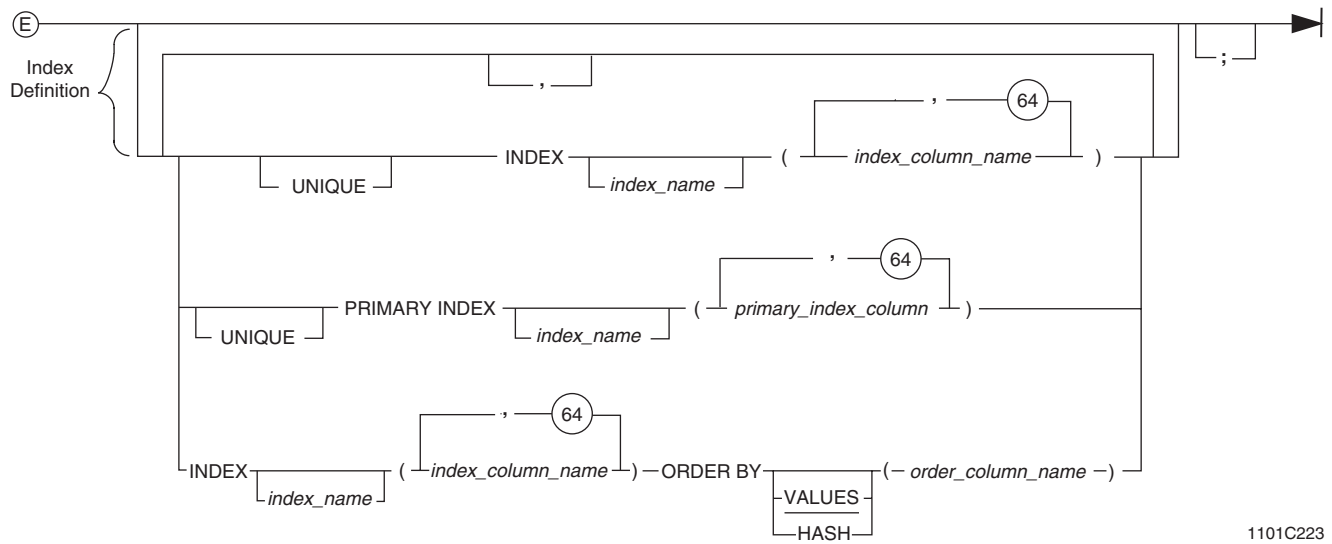 E
Index
Definition
;
,
, 64
INDEX ( index_column_name )
UNIQUE index_name
, 64
PRIMARY INDEX ( primary_index_column )
UNIQUE index_name
, 64
INDEX ( index_column_name ) ORDER BY ( order_column_name )
index_name VALUES
HASH
1101C223